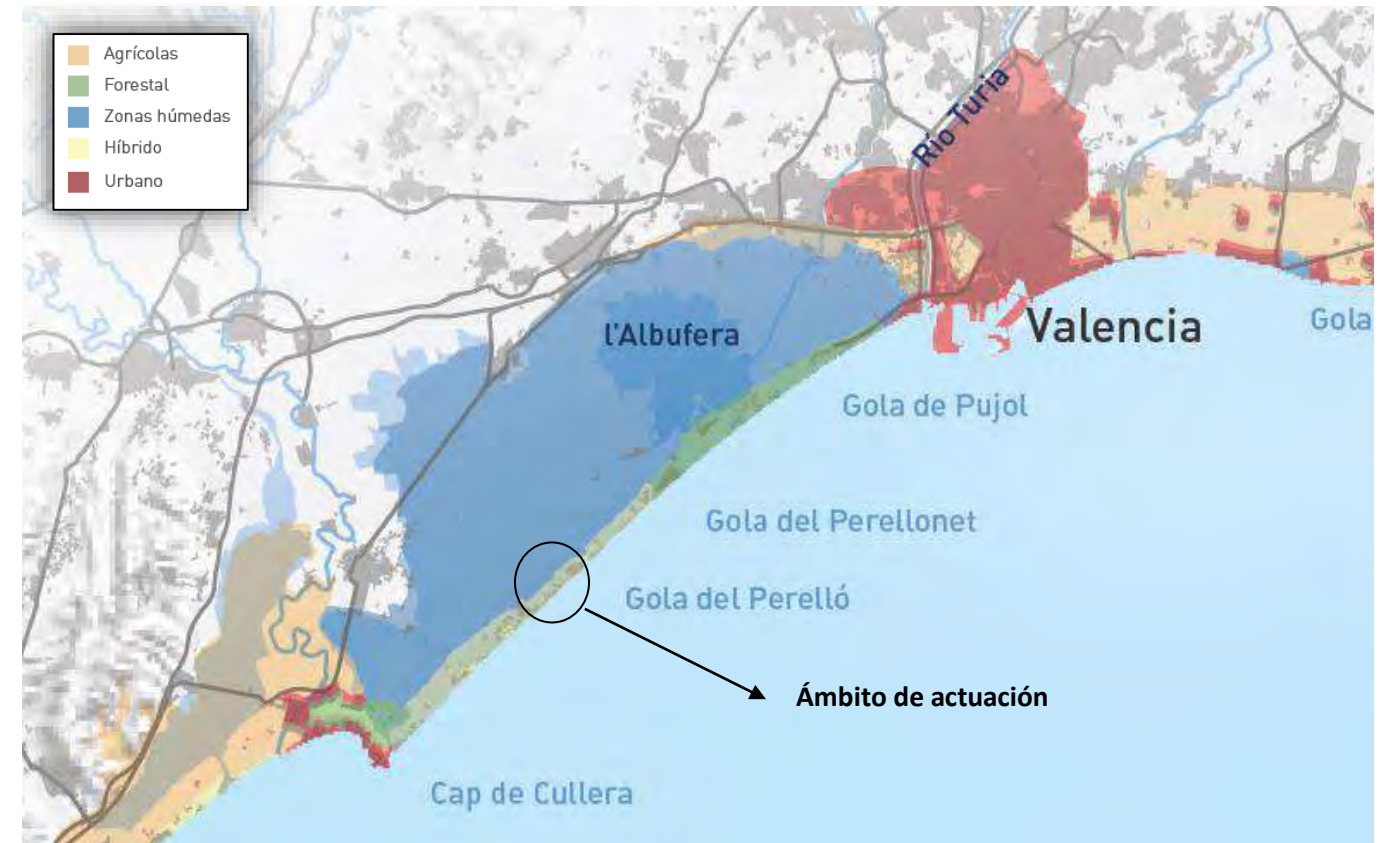 Agrícolas
Forestal
Zonas húmedas
Híbrido
Urbano
Río Turia
l'Albufera
Valencia
Gola
Gola de Pujol
Gola del Perellonet
Gola del Perelló
Ámbito de actuación
Cap de Cullera